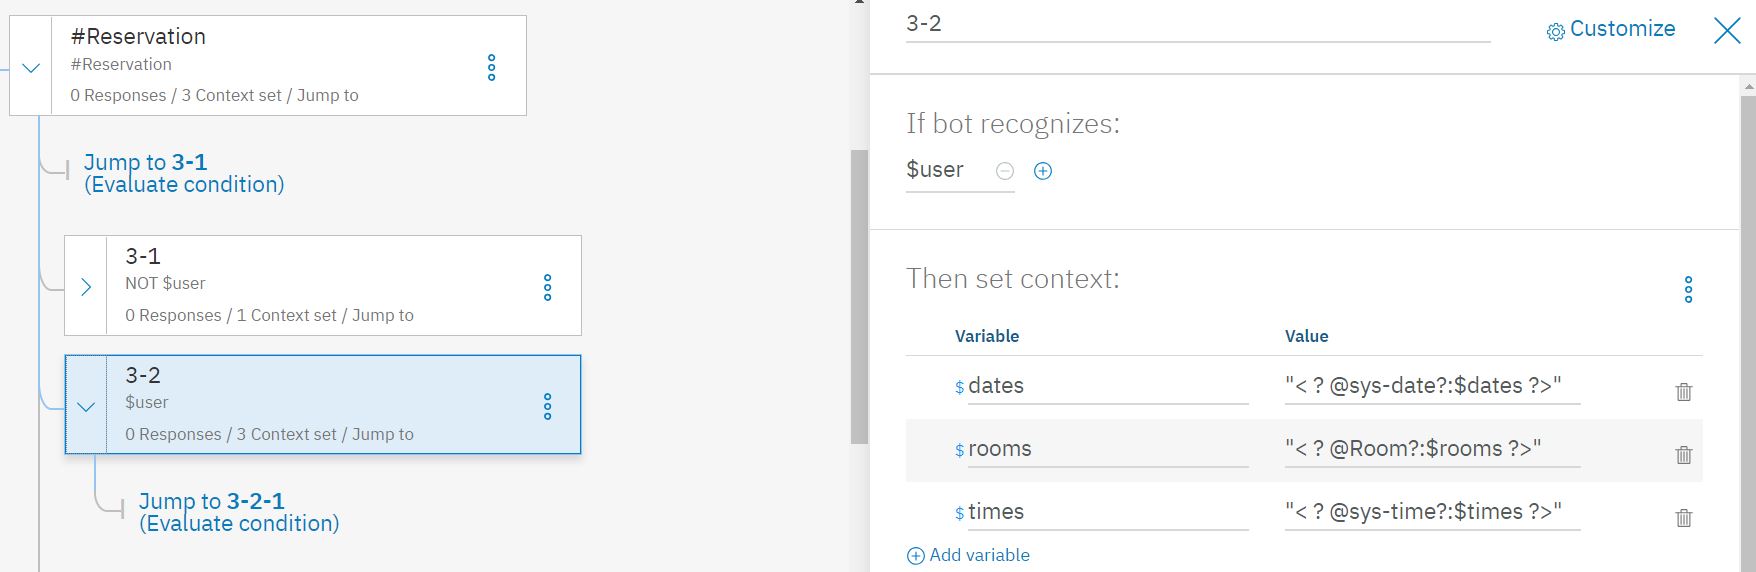 #Reservation
#Reservation
0 Responses / 3 Context set / Jump to
Jump to 3-1
(Evaluate condition)
3-1
NOT $user
0 Responses / 1 Context set / Jump to
3-2
$user
0 Responses / 3 Context set / Jump to
Jump to 3-2-1
(Evaluate condition)
3-2
Customize
If bot recognizes:
$user
Then set context:
Variable Value
$ dates "< ? @sys-date?:$dates ?>"
$ rooms "< ? @Room?:$rooms ?>"
$ times "< ? @sys-time?:$times ?>"
Add variable